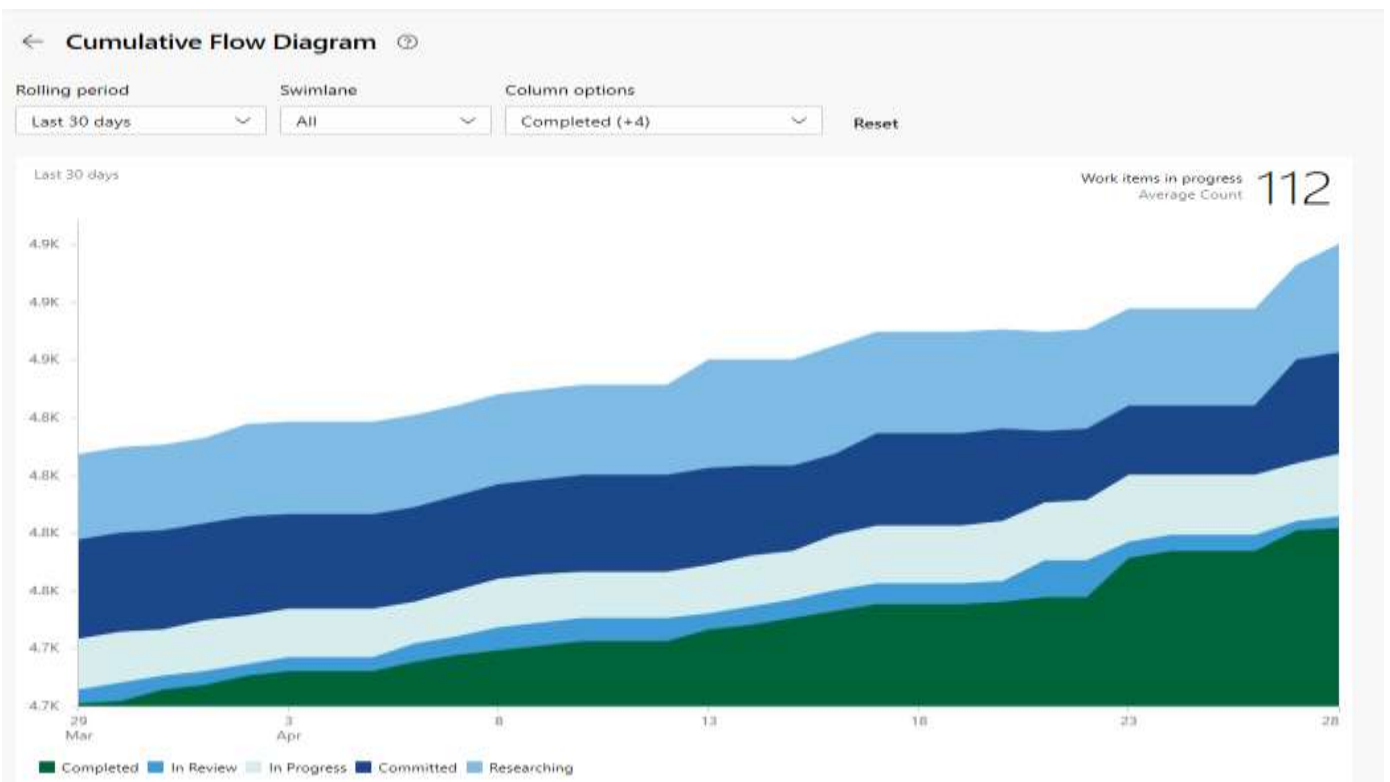 ← Cumulative Flow Diagram ?
Rolling period Swimlane Column options
Last 30 days All Completed (+4) Reset
Last 30 days
Work items in progress 112
Average Count
4.9K
4.9K
4.9K
4.8K
4.8K
4.8K
4.8K
4.7K
4.7K
29 3 8 13 18 23 28
Mar Apr
Completed In Review In Progress Committed Researching